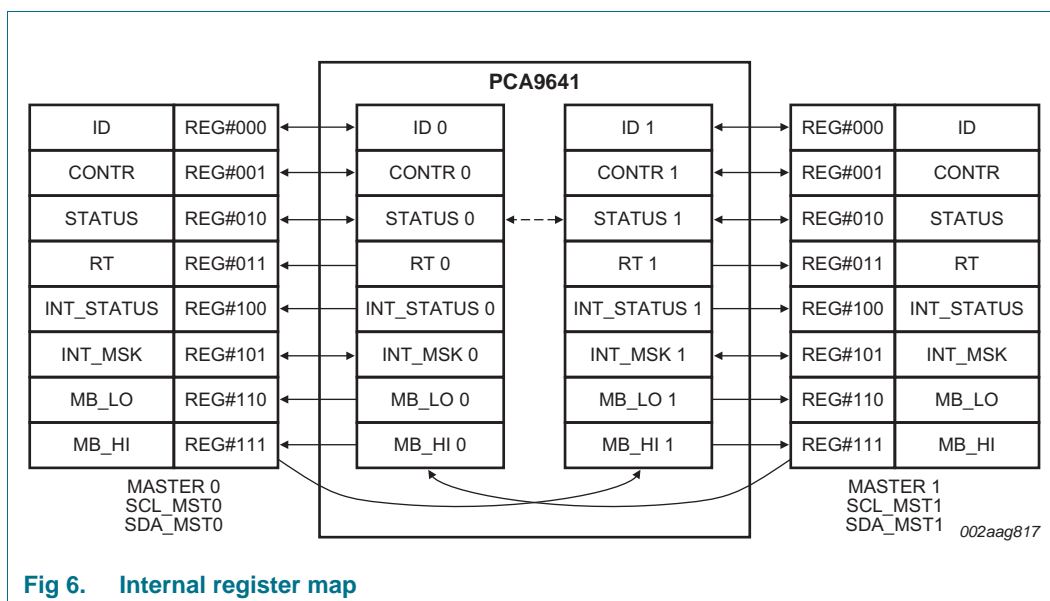 PCA9641
ID REG#000 ID 0 ID 1 REG#000 ID
CONTR REG#001 CONTR 0 CONTR 1 REG#001 CONTR
STATUS REG#010 STATUS 0 STATUS 1 REG#010 STATUS
RT REG#011 RT 0 RT 1 REG#011 RT
INT_STATUS REG#100 INT_STATUS 0 INT_STATUS 1 REG#100 INT_STATUS
INT_MSK REG#101 INT_MSK 0 INT_MSK 1 REG#101 INT_MSK
MB_LO REG#110 MB_LO 0 MB_LO 1 REG#110 MB_LO
MB_HI REG#111 MB_HI 0 MB_HI 1 REG#111 MB_HI
MASTER 0 MASTER 1
SCL_MST0 SCL_MST1
SDA_MST0 SDA_MST1
002aag817
Fig 6. Internal register map